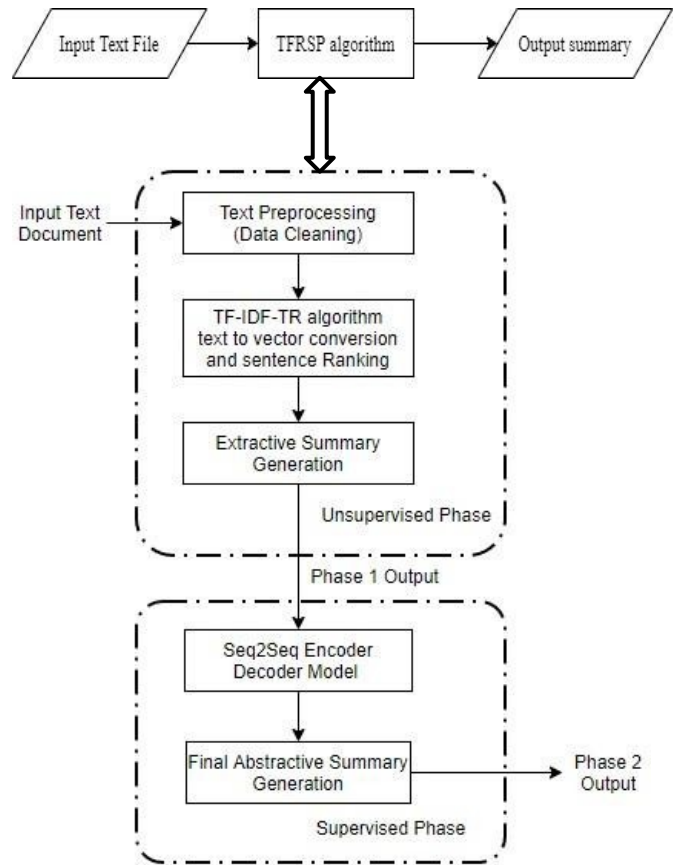 Input Text File
TFRSP algorithm
Output summary
Input Text
Document
Text Preprocessing
(Data Cleaning)
TF-IDF-TR algorithm
text to vector conversion
and sentence Ranking
Extractive Summary
Generation
Unsupervised Phase
Phase 1 Output
Seq2Seq Encoder
Decoder Model
Final Abstractive Summary
Generation
Phase 2
Output
Supervised Phase